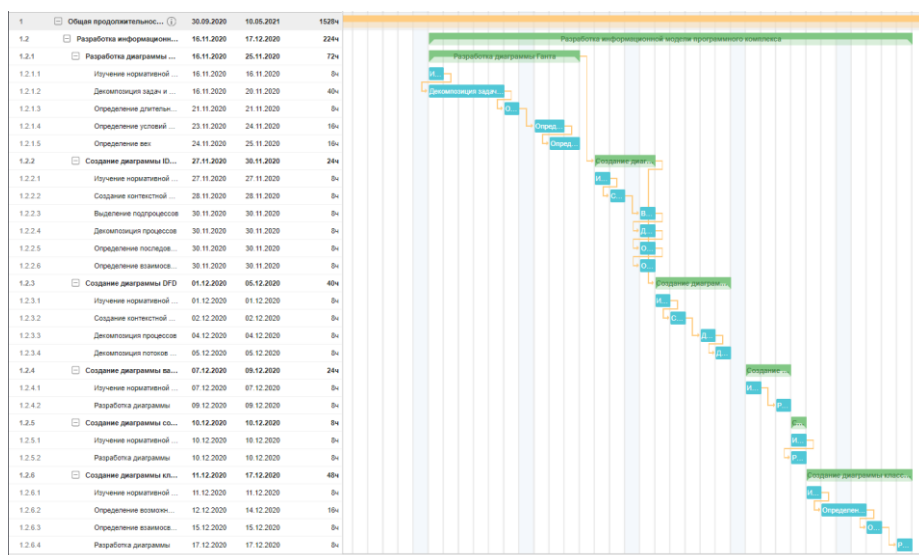 1 Общая продолжительнос... 30.09.2020 10.05.2021 1528ч
1.2 Разработка информационн... 16.11.2020 17.12.2020 224ч Разработка информационной модели программного комплекса
1.2.1 Разработка диаграммы ... 16.11.2020 25.11.2020 72ч Разработка диаграммы Ганта
1.2.1.1 Изучение нормативной ... 16.11.2020 16.11.2020 8ч И...
1.2.1.2 Декомпозиция задач и ... 16.11.2020 20.11.2020 40ч Декомпозиция задач...
1.2.1.3 Определение длительн... 21.11.2020 21.11.2020 8ч О...
1.2.1.4 Определение условий ... 23.11.2020 24.11.2020 16ч Опред...
1.2.1.5 Определение вех 24.11.2020 25.11.2020 16ч Опред...
1.2.2 Создание диаграммы ID... 27.11.2020 30.11.2020 24ч Создание диаг...
1.2.2.1 Изучение нормативной ... 27.11.2020 27.11.2020 8ч И...
1.2.2.2 Создание контекстной ... 28.11.2020 28.11.2020 8ч С...
1.2.2.3 Выделение подпроцессов 30.11.2020 30.11.2020 8ч В...
1.2.2.4 Декомпозиция процессов 30.11.2020 30.11.2020 8ч Д...
1.2.2.5 Определение последов... 30.11.2020 30.11.2020 8ч О...
1.2.2.6 Определение взаимосв... 30.11.2020 30.11.2020 8ч О...
1.2.3 Создание диаграммы DFD 01.12.2020 05.12.2020 40ч Создание диаграм...
1.2.3.1 Изучение нормативной ... 01.12.2020 01.12.2020 8ч И...
1.2.3.2 Создание контекстной ... 02.12.2020 02.12.2020 8ч С...
1.2.3.3 Декомпозиция процессов 04.12.2020 04.12.2020 8ч Д...
1.2.3.4 Декомпозиция потоков ... 05.12.2020 05.12.2020 8ч Д...
1.2.4 Создание диаграммы ва... 07.12.2020 09.12.2020 24ч Создание ...
1.2.4.1 Изучение нормативной ... 07.12.2020 07.12.2020 8ч И...
1.2.4.2 Разработка диаграммы 09.12.2020 09.12.2020 8ч Р...
1.2.5 Создание диаграммы со... 10.12.2020 10.12.2020 8ч
1.2.5.1 Изучение нормативной ... 10.12.2020 10.12.2020 8ч И...
1.2.5.2 Разработка диаграммы 10.12.2020 10.12.2020 8ч Р...
1.2.6 Создание диаграммы кл... 11.12.2020 17.12.2020 48ч Создание диаграммы класс...
1.2.6.1 Изучение нормативной ... 11.12.2020 11.12.2020 8ч И...
1.2.6.2 Определение возможн... 12.12.2020 14.12.2020 16ч Определен...
1.2.6.3 Определение взаимосв... 15.12.2020 15.12.2020 8ч О...
1.2.6.4 Разработка диаграммы 17.12.2020 17.12.2020 8ч Р...